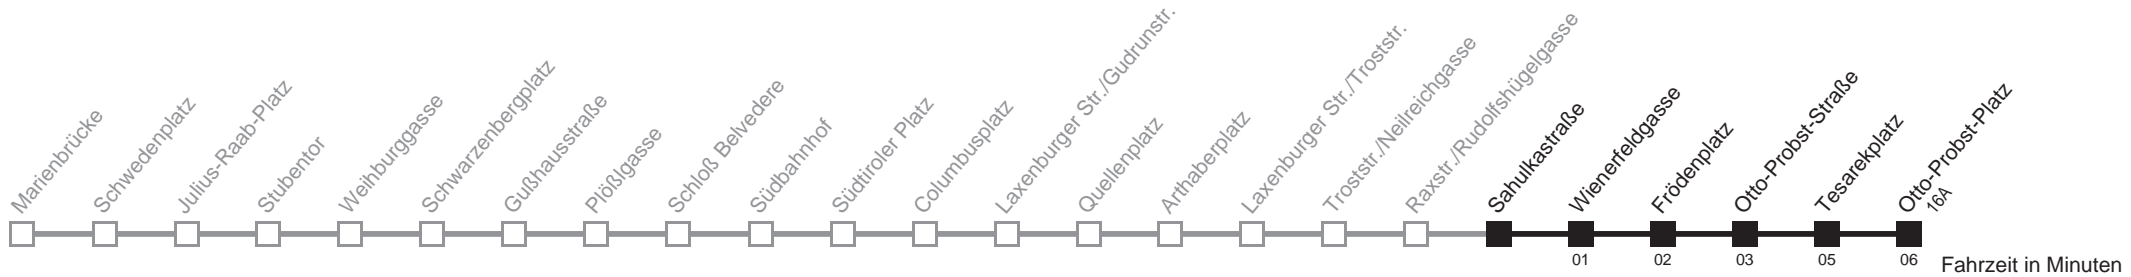 Marienbrücke
Schwedenplatz
Julius-Raab-Platz
Stubentor
Weihburggasse
Schwarzenbergplatz
Gußhausstraße
Plößlgasse
Schloß Belvedere
Südbahnhof
Südtiroler Platz
Columbusplatz
Laxenburger Str./Gudrunstr.
Quellenplatz
Arthaberplatz
Laxenburger Str./Troststr.
Troststr./Neilreichgasse
Raxstr./Rudolfshügelgasse
Sahulkastraße
Wienerfeldgasse
Frödenplatz
Otto-Probst-Straße
Tesarekplatz
Otto-Probst-Platz
16A
01 02 03 05 06 Fahrzeit in Minuten